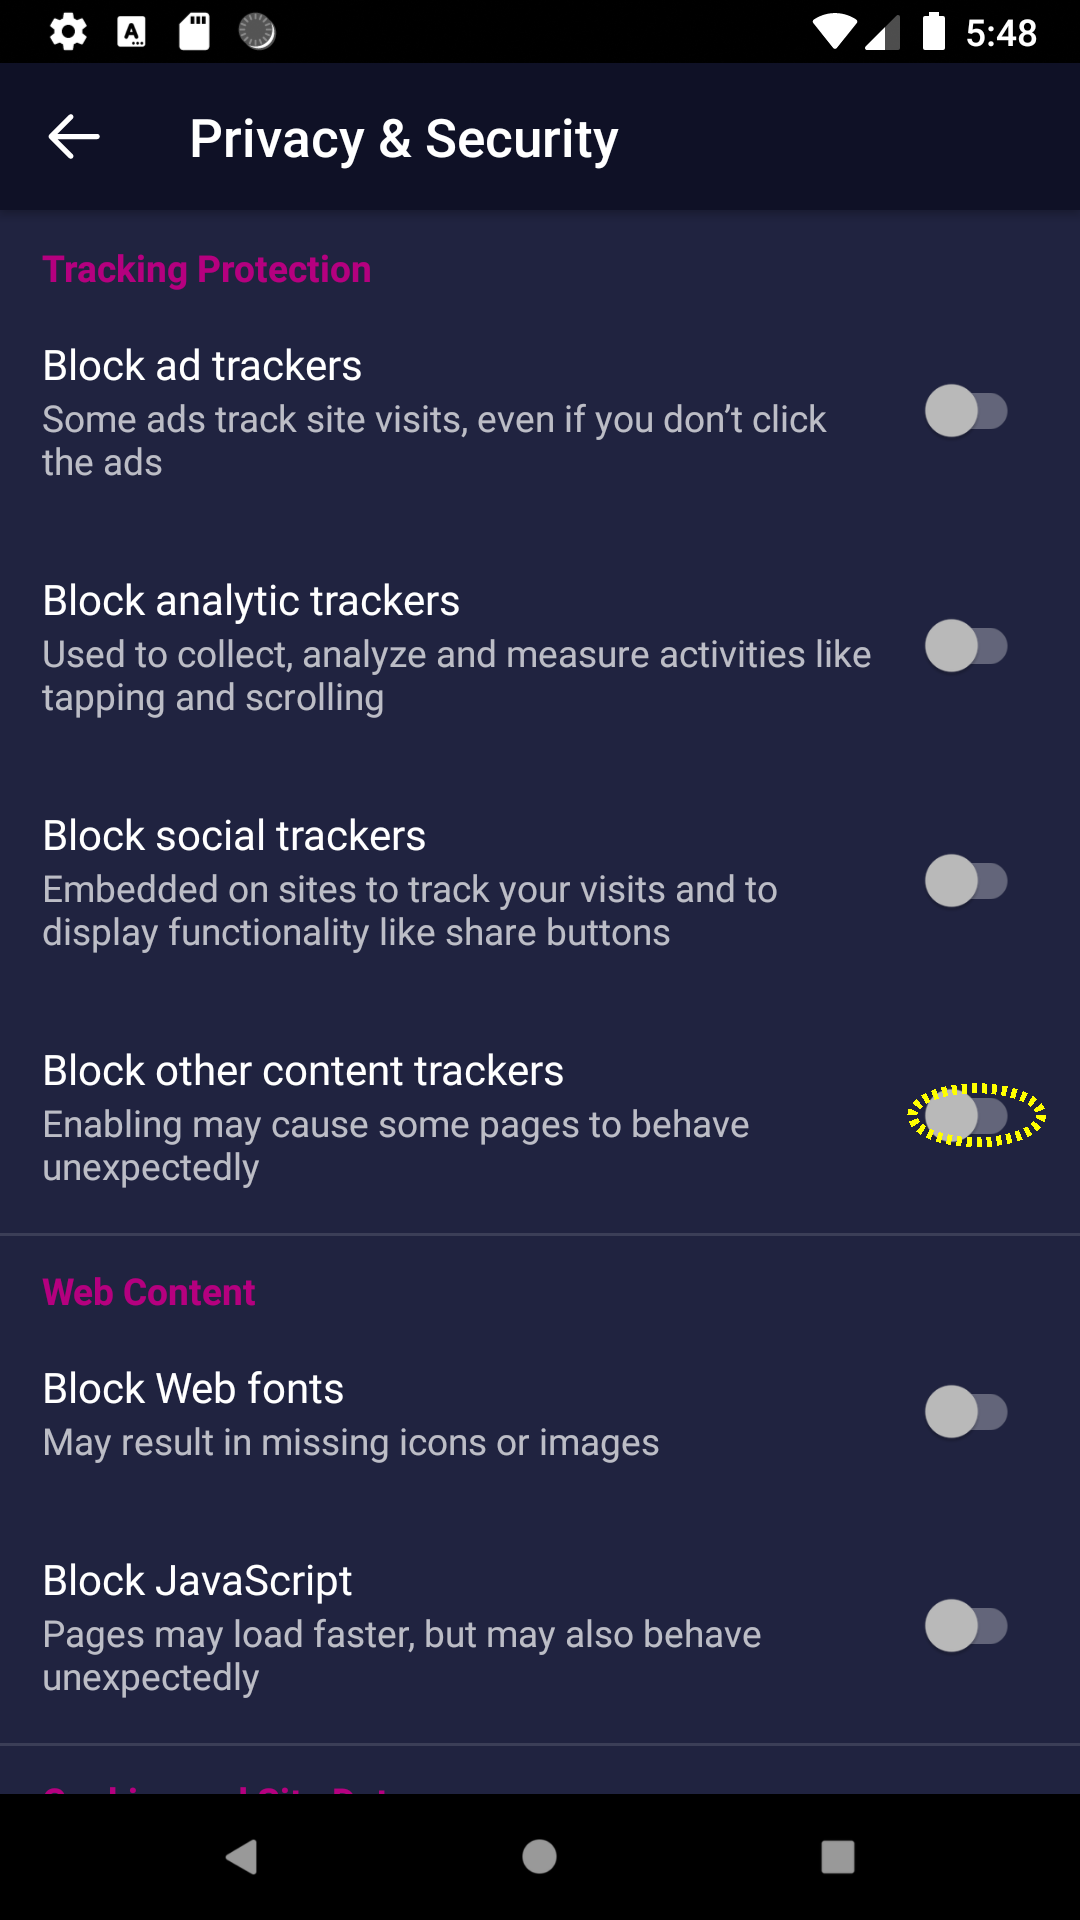 5:48
Privacy & Security
Tracking Protection
Block ad trackers
Some ads track site visits, even if you don’t click
the ads
Block analytic trackers
Used to collect, analyze and measure activities like
tapping and scrolling
Block social trackers
Embedded on sites to track your visits and to
display functionality like share buttons
Block other content trackers
Enabling may cause some pages to behave
unexpectedly
Web Content
Block Web fonts
May result in missing icons or images
Block JavaScript
Pages may load faster, but may also behave
unexpectedly